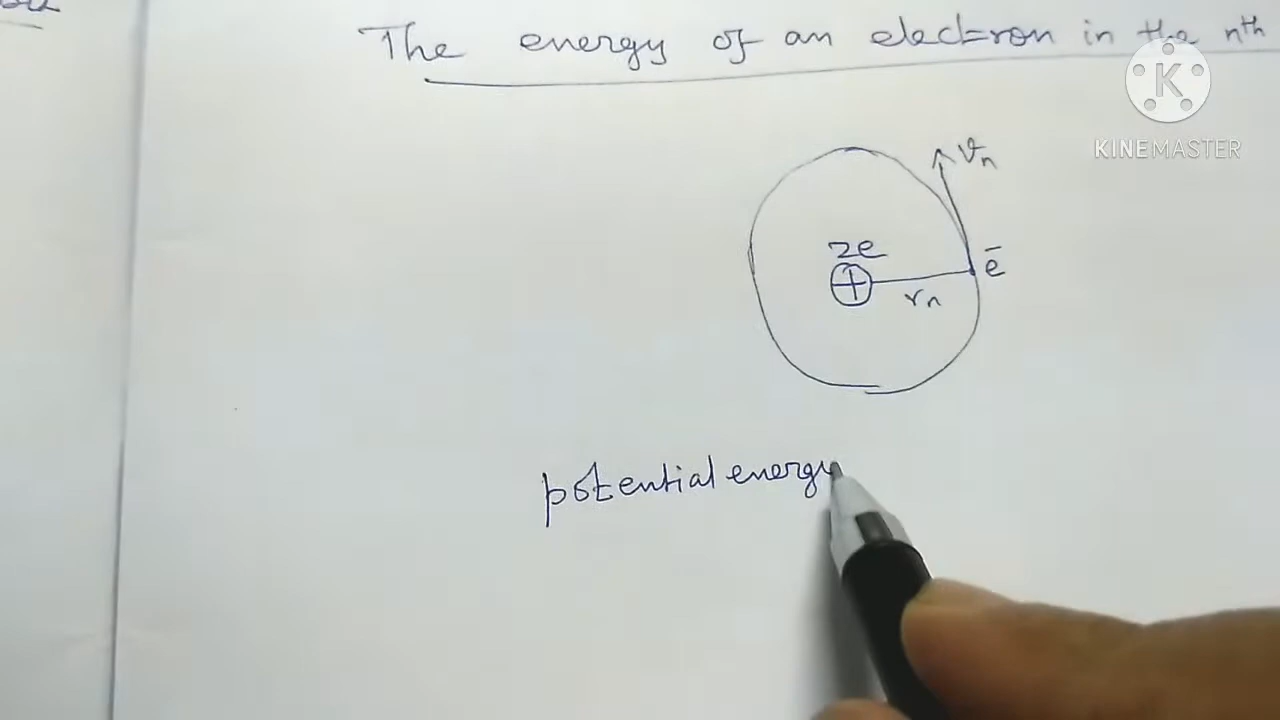 The energy of an electron in the nth
K
KINEMASTER
vn
ze
+
e̅
rn
potential energy